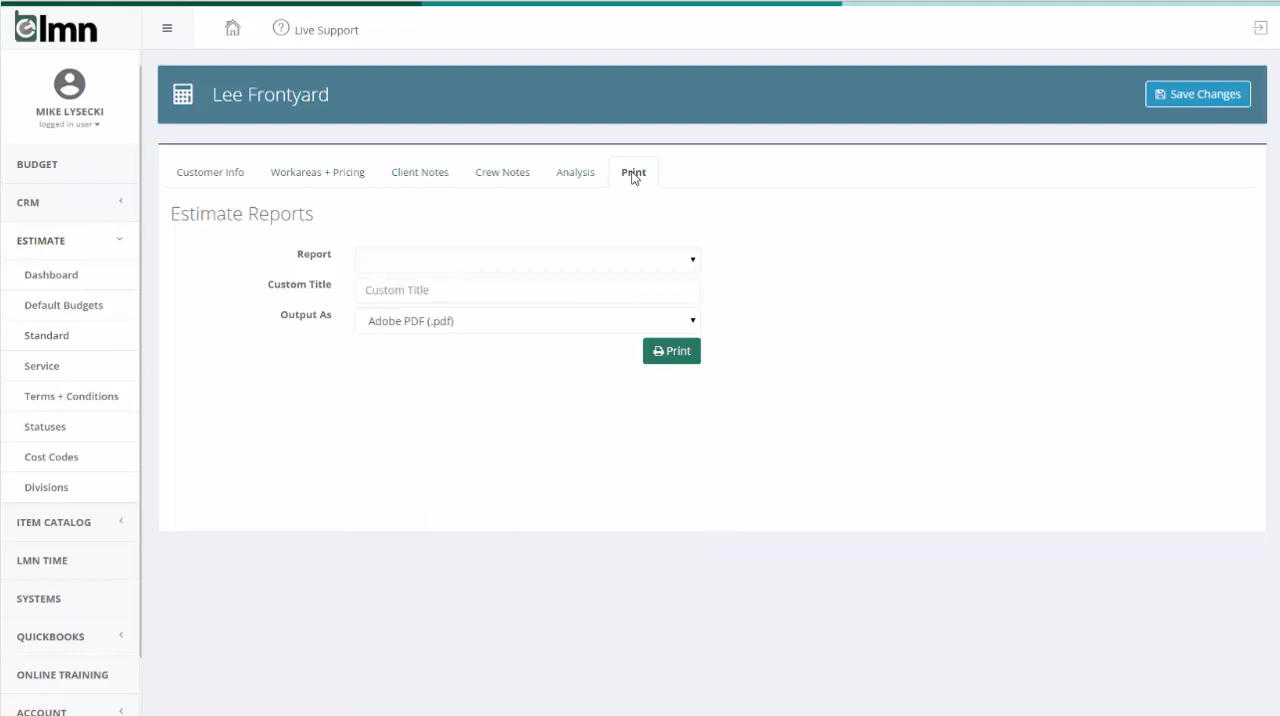 lmn
Live Support
MIKE LYSECKI
logged in user
Lee Frontyard
Save Changes
BUDGET
CRM
ESTIMATE
Dashboard
Default Budgets
Standard
Service
Terms + Conditions
Statuses
Cost Codes
Divisions
ITEM CATALOG
LMN TIME
SYSTEMS
QUICKBOOKS
ONLINE TRAINING
ACCOUNT
Customer Info
Workareas + Pricing
Client Notes
Crew Notes
Analysis
Print
Estimate Reports
Report
Custom Title
Custom Title
Output As
Adobe PDF (.pdf)
Print